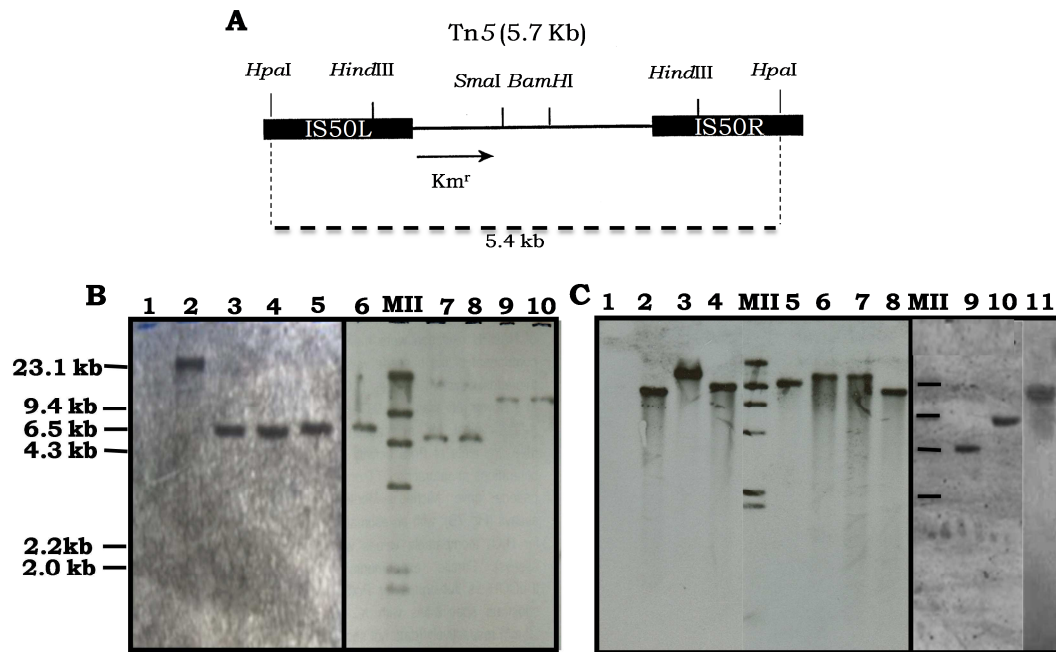 A
Tn5 (5.7 Kb)
HpaI HindIII SmaI BamHI HindIII HpaI
IS50L IS50R
Kmr
5.4 kb
B 1 2 3 4 5 6 MII 7 8 9 10
C 1 2 3 4 MII 5 6 7 8 MII 9 10 11
23.1 kb
9.4 kb
6.5 kb
4.3 kb
2.2kb
2.0 kb